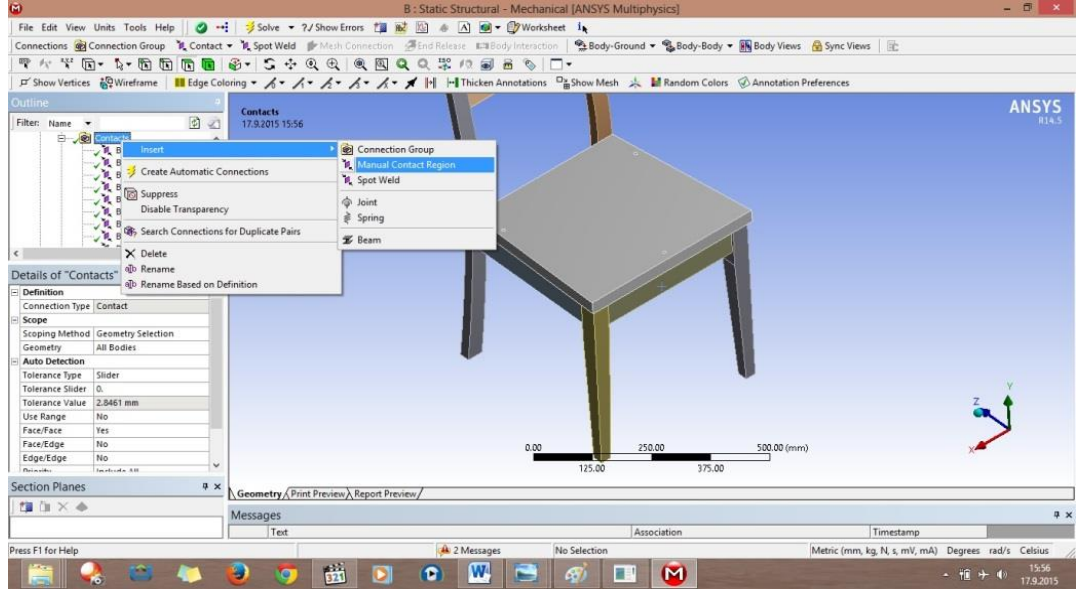 B : Static Structural - Mechanical [ANSYS Multiphysics]
File Edit View Units Tools Help Solve ?/ Show Errors Worksheet
Connections Connection Group Contact Spot Weld Mesh Connection End Release Body Interaction Body-Ground Body-Body Body Views Sync Views
Show Vertices Wireframe Edge Coloring Thicken Annotations Show Mesh Random Colors Annotation Preferences
Outline
Filter: Name
Contacts
Insert
Create Automatic Connections
Suppress
Disable Transparency
Search Connections for Duplicate Pairs
Delete
Rename
Rename Based on Definition
Connection Group
Manual Contact Region
Spot Weld
Joint
Spring
Beam
Contacts
17.9.2015 15:56
ANSYS
R14.5
Details of "Contacts"
Definition
Connection Type Contact
Scope
Scoping Method Geometry Selection
Geometry All Bodies
Auto Detection
Tolerance Type Slider
Tolerance Slider 0.
Tolerance Value 2.8461 mm
Use Range No
Face/Face Yes
Face/Edge No
Edge/Edge No
Priority Include All
0.00 250.00 500.00 (mm)
125.00 375.00
Y
Z
X
Section Planes
Geometry Print Preview Report Preview
Messages
Text Association Timestamp
Press F1 for Help 2 Messages No Selection Metric (mm, kg, N, s, mV, mA) Degrees rad/s Celsius
321
W
M
15:56
17.9.2015